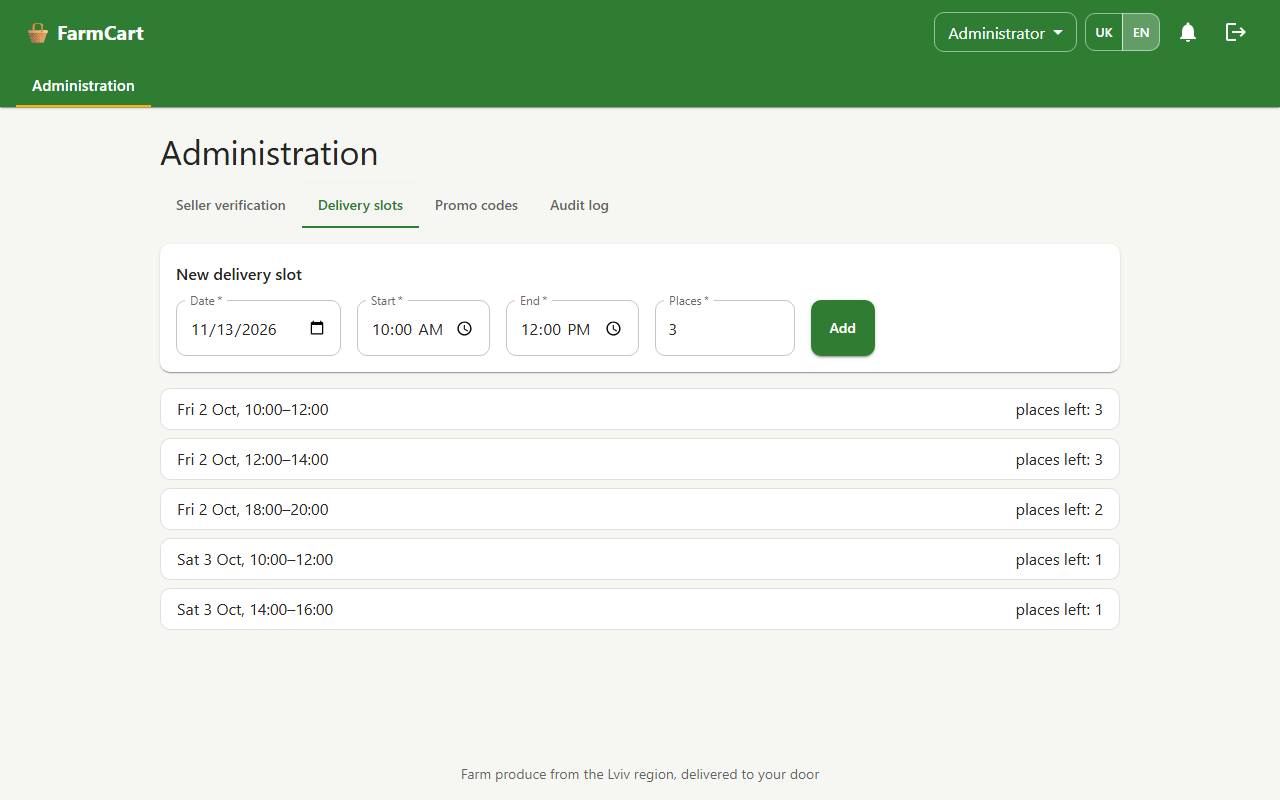 FarmCart
Administrator
UK
EN
Administration
Administration
Seller verification
Delivery slots
Promo codes
Audit log
New delivery slot
Date *
Start *
End *
Places *
11/13/2026
10:00 AM
12:00 PM
3
Add
Fri 2 Oct, 10:00–12:00 places left: 3
Fri 2 Oct, 12:00–14:00 places left: 3
Fri 2 Oct, 18:00–20:00 places left: 2
Sat 3 Oct, 10:00–12:00 places left: 1
Sat 3 Oct, 14:00–16:00 places left: 1
Farm produce from the Lviv region, delivered to your door